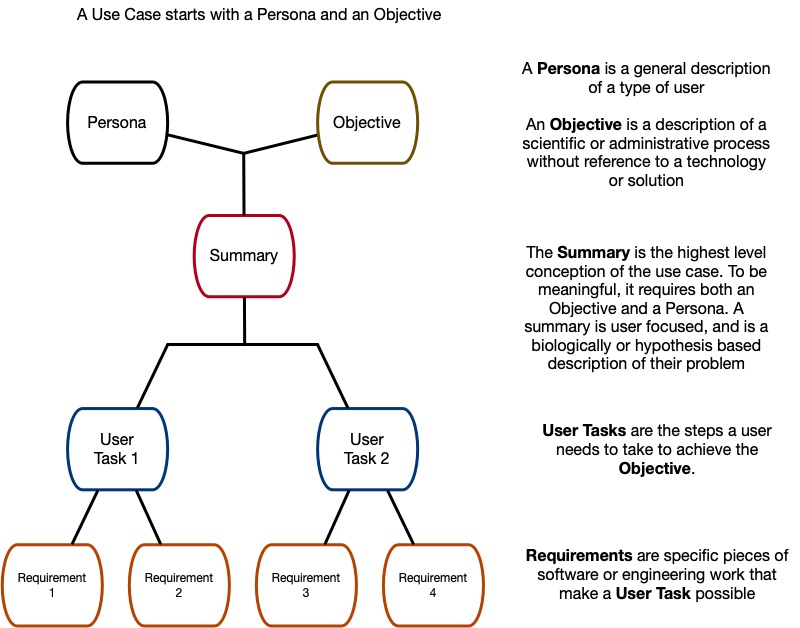 A Use Case starts with a Persona and an Objective
Persona
Objective
A Persona is a general description
of a type of user
An Objective is a description of a
scientific or administrative process
without reference to a technology
or solution
Summary
The Summary is the highest level
conception of the use case. To be
meaningful, it requires both an
Objective and a Persona. A
summary is user focused, and is a
biologically or hypothesis based
description of their problem
User
Task 1
User
Task 2
User Tasks are the steps a user
needs to take to achieve the
Objective.
Requirement
1
Requirement
2
Requirement
3
Requirement
4
Requirements are specific pieces of
software or engineering work that
make a User Task possible